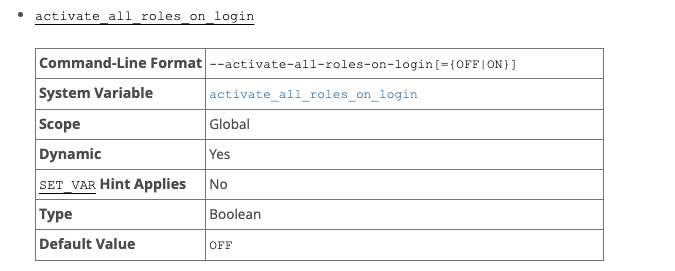 activate_all_roles_on_login
Command-Line Format --activate-all-roles-on-login[={OFF|ON}]
System Variable activate_all_roles_on_login
Scope Global
Dynamic Yes
SET_VAR Hint Applies No
Type Boolean
Default Value OFF